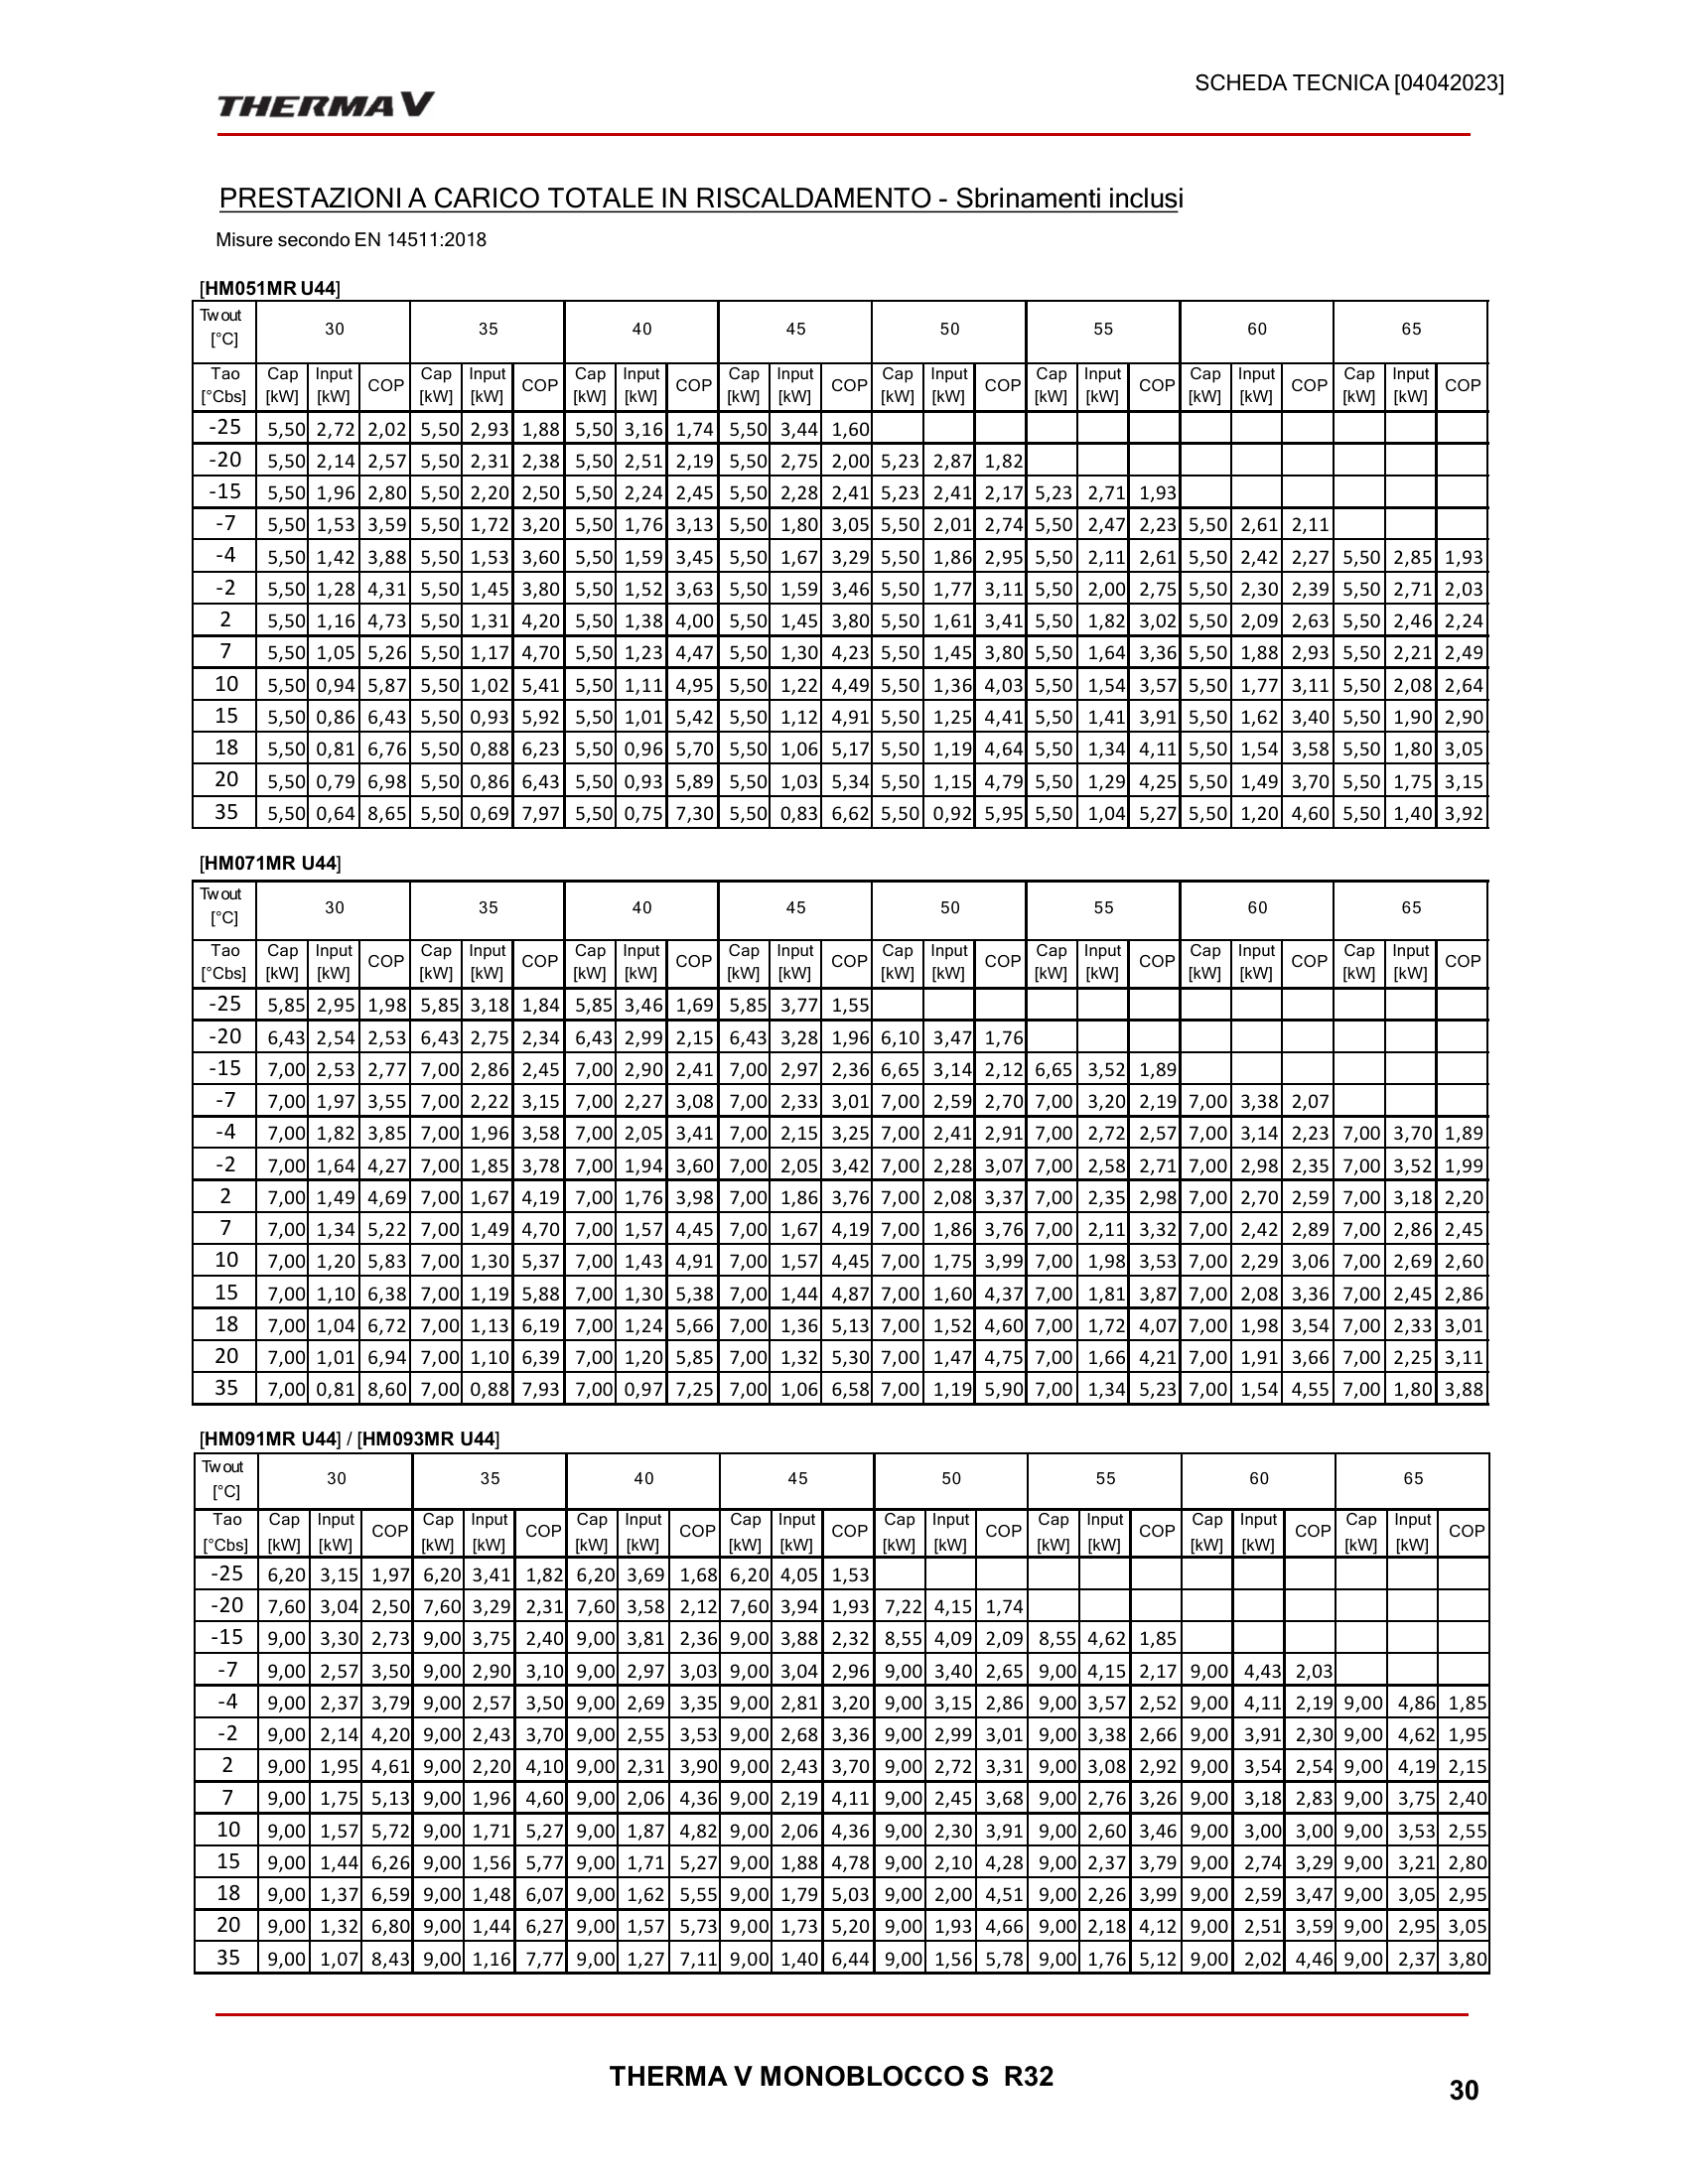 THERMA V
SCHEDA TECNICA [04042023]
PRESTAZIONI A CARICO TOTALE IN RISCALDAMENTO - Sbrinamenti inclusi
Misure secondo EN 14511:2018
[HM051MR U44]
Tw out [°C] 30 35 40 45 50 55 60 65
Tao [°Cbs] Cap [kW] Input [kW] COP Cap [kW] Input [kW] COP Cap [kW] Input [kW] COP Cap [kW] Input [kW] COP Cap [kW] Input [kW] COP Cap [kW] Input [kW] COP Cap [kW] Input [kW] COP Cap [kW] Input [kW] COP
-25 5,50 2,72 2,02 5,50 2,93 1,88 5,50 3,16 1,74 5,50 3,44 1,60
-20 5,50 2,14 2,57 5,50 2,31 2,38 5,50 2,51 2,19 5,50 2,75 2,00 5,23 2,87 1,82
-15 5,50 1,96 2,80 5,50 2,20 2,50 5,50 2,24 2,45 5,50 2,28 2,41 5,23 2,41 2,17 5,23 2,71 1,93
-7 5,50 1,53 3,59 5,50 1,72 3,20 5,50 1,76 3,13 5,50 1,80 3,05 5,50 2,01 2,74 5,50 2,47 2,23 5,50 2,61 2,11
-4 5,50 1,42 3,88 5,50 1,53 3,60 5,50 1,59 3,45 5,50 1,67 3,29 5,50 1,86 2,95 5,50 2,11 2,61 5,50 2,42 2,27 5,50 2,85 1,93
-2 5,50 1,28 4,31 5,50 1,45 3,80 5,50 1,52 3,63 5,50 1,59 3,46 5,50 1,77 3,11 5,50 2,00 2,75 5,50 2,30 2,39 5,50 2,71 2,03
2 5,50 1,16 4,73 5,50 1,31 4,20 5,50 1,38 4,00 5,50 1,45 3,80 5,50 1,61 3,41 5,50 1,82 3,02 5,50 2,09 2,63 5,50 2,46 2,24
7 5,50 1,05 5,26 5,50 1,17 4,70 5,50 1,23 4,47 5,50 1,30 4,23 5,50 1,45 3,80 5,50 1,64 3,36 5,50 1,88 2,93 5,50 2,21 2,49
10 5,50 0,94 5,87 5,50 1,02 5,41 5,50 1,11 4,95 5,50 1,22 4,49 5,50 1,36 4,03 5,50 1,54 3,57 5,50 1,77 3,11 5,50 2,08 2,64
15 5,50 0,86 6,43 5,50 0,93 5,92 5,50 1,01 5,42 5,50 1,12 4,91 5,50 1,25 4,41 5,50 1,41 3,91 5,50 1,62 3,40 5,50 1,90 2,90
18 5,50 0,81 6,76 5,50 0,88 6,23 5,50 0,96 5,70 5,50 1,06 5,17 5,50 1,19 4,64 5,50 1,34 4,11 5,50 1,54 3,58 5,50 1,80 3,05
20 5,50 0,79 6,98 5,50 0,86 6,43 5,50 0,93 5,89 5,50 1,03 5,34 5,50 1,15 4,79 5,50 1,29 4,25 5,50 1,49 3,70 5,50 1,75 3,15
35 5,50 0,64 8,65 5,50 0,69 7,97 5,50 0,75 7,30 5,50 0,83 6,62 5,50 0,92 5,95 5,50 1,04 5,27 5,50 1,20 4,60 5,50 1,40 3,92
[HM071MR U44]
Tw out [°C] 30 35 40 45 50 55 60 65
Tao [°Cbs] Cap [kW] Input [kW] COP Cap [kW] Input [kW] COP Cap [kW] Input [kW] COP Cap [kW] Input [kW] COP Cap [kW] Input [kW] COP Cap [kW] Input [kW] COP Cap [kW] Input [kW] COP Cap [kW] Input [kW] COP
-25 5,85 2,95 1,98 5,85 3,18 1,84 5,85 3,46 1,69 5,85 3,77 1,55
-20 6,43 2,54 2,53 6,43 2,75 2,34 6,43 2,99 2,15 6,43 3,28 1,96 6,10 3,47 1,76
-15 7,00 2,53 2,77 7,00 2,86 2,45 7,00 2,90 2,41 7,00 2,97 2,36 6,65 3,14 2,12 6,65 3,52 1,89
-7 7,00 1,97 3,55 7,00 2,22 3,15 7,00 2,27 3,08 7,00 2,33 3,01 7,00 2,59 2,70 7,00 3,20 2,19 7,00 3,38 2,07
-4 7,00 1,82 3,85 7,00 1,96 3,58 7,00 2,05 3,41 7,00 2,15 3,25 7,00 2,41 2,91 7,00 2,72 2,57 7,00 3,14 2,23 7,00 3,70 1,89
-2 7,00 1,64 4,27 7,00 1,85 3,78 7,00 1,94 3,60 7,00 2,05 3,42 7,00 2,28 3,07 7,00 2,58 2,71 7,00 2,98 2,35 7,00 3,52 1,99
2 7,00 1,49 4,69 7,00 1,67 4,19 7,00 1,76 3,98 7,00 1,86 3,76 7,00 2,08 3,37 7,00 2,35 2,98 7,00 2,70 2,59 7,00 3,18 2,20
7 7,00 1,34 5,22 7,00 1,49 4,70 7,00 1,57 4,45 7,00 1,67 4,19 7,00 1,86 3,76 7,00 2,11 3,32 7,00 2,42 2,89 7,00 2,86 2,45
10 7,00 1,20 5,83 7,00 1,30 5,37 7,00 1,43 4,91 7,00 1,57 4,45 7,00 1,75 3,99 7,00 1,98 3,53 7,00 2,29 3,06 7,00 2,69 2,60
15 7,00 1,10 6,38 7,00 1,19 5,88 7,00 1,30 5,38 7,00 1,44 4,87 7,00 1,60 4,37 7,00 1,81 3,87 7,00 2,08 3,36 7,00 2,45 2,86
18 7,00 1,04 6,72 7,00 1,13 6,19 7,00 1,24 5,66 7,00 1,36 5,13 7,00 1,52 4,60 7,00 1,72 4,07 7,00 1,98 3,54 7,00 2,33 3,01
20 7,00 1,01 6,94 7,00 1,10 6,39 7,00 1,20 5,85 7,00 1,32 5,30 7,00 1,47 4,75 7,00 1,66 4,21 7,00 1,91 3,66 7,00 2,25 3,11
35 7,00 0,81 8,60 7,00 0,88 7,93 7,00 0,97 7,25 7,00 1,06 6,58 7,00 1,19 5,90 7,00 1,34 5,23 7,00 1,54 4,55 7,00 1,80 3,88
[HM091MR U44] / [HM093MR U44]
Tw out [°C] 30 35 40 45 50 55 60 65
Tao [°Cbs] Cap [kW] Input [kW] COP Cap [kW] Input [kW] COP Cap [kW] Input [kW] COP Cap [kW] Input [kW] COP Cap [kW] Input [kW] COP Cap [kW] Input [kW] COP Cap [kW] Input [kW] COP Cap [kW] Input [kW] COP
-25 6,20 3,15 1,97 6,20 3,41 1,82 6,20 3,69 1,68 6,20 4,05 1,53
-20 7,60 3,04 2,50 7,60 3,29 2,31 7,60 3,58 2,12 7,60 3,94 1,93 7,22 4,15 1,74
-15 9,00 3,30 2,73 9,00 3,75 2,40 9,00 3,81 2,36 9,00 3,88 2,32 8,55 4,09 2,09 8,55 4,62 1,85
-7 9,00 2,57 3,50 9,00 2,90 3,10 9,00 2,97 3,03 9,00 3,04 2,96 9,00 3,40 2,65 9,00 4,15 2,17 9,00 4,43 2,03
-4 9,00 2,37 3,79 9,00 2,57 3,50 9,00 2,69 3,35 9,00 2,81 3,20 9,00 3,15 2,86 9,00 3,57 2,52 9,00 4,11 2,19 9,00 4,86 1,85
-2 9,00 2,14 4,20 9,00 2,43 3,70 9,00 2,55 3,53 9,00 2,68 3,36 9,00 2,99 3,01 9,00 3,38 2,66 9,00 3,91 2,30 9,00 4,62 1,95
2 9,00 1,95 4,61 9,00 2,20 4,10 9,00 2,31 3,90 9,00 2,43 3,70 9,00 2,72 3,31 9,00 3,08 2,92 9,00 3,54 2,54 9,00 4,19 2,15
7 9,00 1,75 5,13 9,00 1,96 4,60 9,00 2,06 4,36 9,00 2,19 4,11 9,00 2,45 3,68 9,00 2,76 3,26 9,00 3,18 2,83 9,00 3,75 2,40
10 9,00 1,57 5,72 9,00 1,71 5,27 9,00 1,87 4,82 9,00 2,06 4,36 9,00 2,30 3,91 9,00 2,60 3,46 9,00 3,00 3,00 9,00 3,53 2,55
15 9,00 1,44 6,26 9,00 1,56 5,77 9,00 1,71 5,27 9,00 1,88 4,78 9,00 2,10 4,28 9,00 2,37 3,79 9,00 2,74 3,29 9,00 3,21 2,80
18 9,00 1,37 6,59 9,00 1,48 6,07 9,00 1,62 5,55 9,00 1,79 5,03 9,00 2,00 4,51 9,00 2,26 3,99 9,00 2,59 3,47 9,00 3,05 2,95
20 9,00 1,32 6,80 9,00 1,44 6,27 9,00 1,57 5,73 9,00 1,73 5,20 9,00 1,93 4,66 9,00 2,18 4,12 9,00 2,51 3,59 9,00 2,95 3,05
35 9,00 1,07 8,43 9,00 1,16 7,77 9,00 1,27 7,11 9,00 1,40 6,44 9,00 1,56 5,78 9,00 1,76 5,12 9,00 2,02 4,46 9,00 2,37 3,80
THERMA V MONOBLOCCO S R32
30